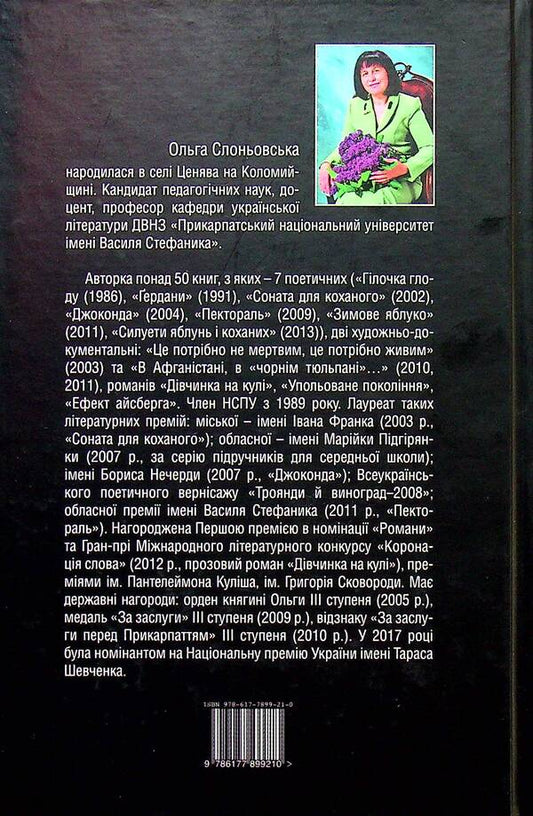 Ольга Слоньовська
народилася в селі Ценява на Коломий-
щині. Кандидат педагогічних наук, до-
цент, професор кафедри української
літератури ДВНЗ «Прикарпатський національний університет
імені Василя Стефаника».
Авторка понад 50 книг, з яких – 7 поетичних («Гілочка гло-
ду (1986), «Ґердани» (1991), «Соната для коханого» (2002),
«Джоконда» (2004), «Пектораль» (2009), «Зимове яблуко»
(2011), «Силуети яблунь і коханих» (2013)), дві художньо-до-
кументальні: «Це потрібно не мертвим, це потрібно живим»
(2003) та «В Афганістані, в «чорнім тюльпані»…» (2010,
2011), романів «Дівчинка на кулі», «Упольоване покоління»,
«Ефект айсберга». Член НСПУ з 1989 року. Лауреат таких
літературних премій: міської – імені Івана Франка (2003 р.,
«Соната для коханого»); обласної – імені Марійки Підгірян-
ки (2007 р., за серію підручників для середньої школи);
імені Бориса Нечерди (2007 р., «Джоконда»); Всеукраїн-
ського поетичного вернісажу «Троянди й виноград–2008»;
обласної премії імені Василя Стефаника (2011 р., «Пекто-
раль»). Нагороджена Першою премією в номінації «Романи»
та Гран-прі Міжнародного літературного конкурсу «Корона-
ція слова» (2012 р., прозовий роман «Дівчинка на кулі»), пре-
міями ім. Пантелеймона Куліша, ім. Григорія Сковороди. Має
державні нагороди: орден княгині Ольги III ступеня (2005 р.),
медаль «За заслуги» III ступеня (2009 р.), відзнаку «За заслу-
ги перед Прикарпаттям» III ступеня (2010 р.). У 2017 році
була номінантом на Національну премію України імені Тараса
Шевченка.
ISBN 978-617-7899-21-0
9 786177 899210 >